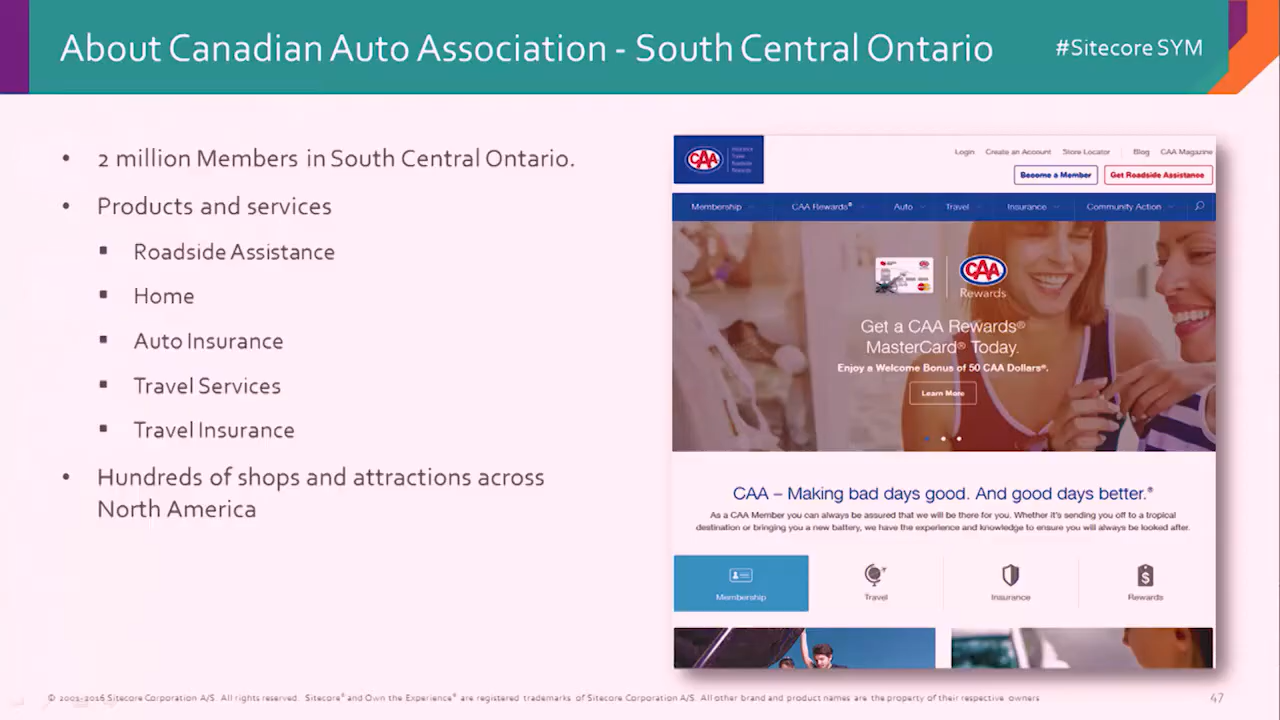 About Canadian Auto Association - South Central Ontario
#Sitecore SYM
• 2 million Members in South Central Ontario.
• Products and services
▪ Roadside Assistance
▪ Home
▪ Auto Insurance
▪ Travel Services
▪ Travel Insurance
• Hundreds of shops and attractions across
North America
CAA
Insurance
Travel
Roadside
Rewards
Login Create an Account Store Locator Blog CAA Magazine
Become a Member Get Roadside Assistance
Membership CAA Rewards® Auto Travel Insurance Community Action
CAA
Rewards
Get a CAA Rewards®
MasterCard® Today.
Enjoy a Welcome Bonus of 50 CAA Dollars®.
Learn More
CAA – Making bad days good. And good days better.®
As a CAA Member you can always be assured that we will be there for you. Whether it's sending you off to a tropical
destination or bringing you a new battery, we have the experience and knowledge to ensure you will always be looked after.
Membership Travel Insurance Rewards
© 2001-2016 Sitecore Corporation A/S. All rights reserved. Sitecore® and Own the Experience® are registered trademarks of Sitecore Corporation A/S. All other brand and product names are the property of their respective owners
47